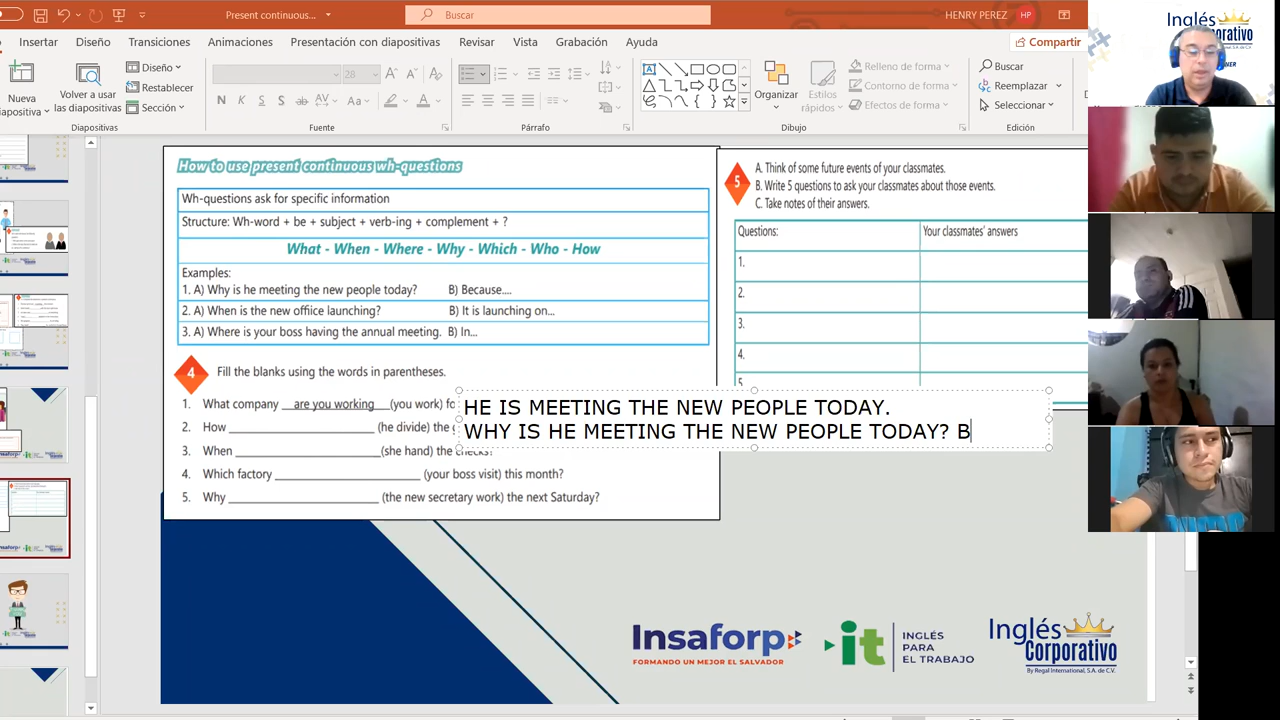 Present continuous...
Buscar
HENRY PEREZ
HP
Insertar
Diseño
Transiciones
Animaciones
Presentación con diapositivas
Revisar
Vista
Grabación
Ayuda
Compartir
Nueva
diapositiva
Volver a usar
las diapositivas
Diseño
Restablecer
Sección
Diapositivas
28
N
K
S
S
ab
AV
Aa
A
Fuente
Párrafo
Organizar
Estilos
rápidos
Relleno de forma
Contorno de forma
Efectos de forma
Dibujo
Buscar
Reemplazar
Seleccionar
Edición
Inglés
Corporativo
How to use present continuous wh-questions
Wh-questions ask for specific information
Structure: Wh-word + be + subject + verb-ing + complement + ?
What - When - Where - Why - Which - Who - How
Examples:
1. A) Why is he meeting the new people today? B) Because....
2. A) When is the new office launching? B) It is launching on...
3. A) Where is your boss having the annual meeting. B) In...
4 Fill the blanks using the words in parentheses.
1. What company __are you working__ (you work) fo
2. How ____________ (he divide) the g
3. When ____________ (she hand) the checks?
4. Which factory ____________ (your boss visit) this month?
5. Why ____________ (the new secretary work) the next Saturday?
5
A. Think of some future events of your classmates.
B. Write 5 questions to ask your classmates about those events.
C. Take notes of their answers.
Questions: Your classmates' answers
1.
2.
3.
4.
5
HE IS MEETING THE NEW PEOPLE TODAY.
WHY IS HE MEETING THE NEW PEOPLE TODAY? B
Insaforp
FORMANDO UN MEJOR EL SALVADOR
it
INGLÉS
PARA
EL TRABAJO
Inglés
Corporativo
By Regal International, S.A. de C.V.